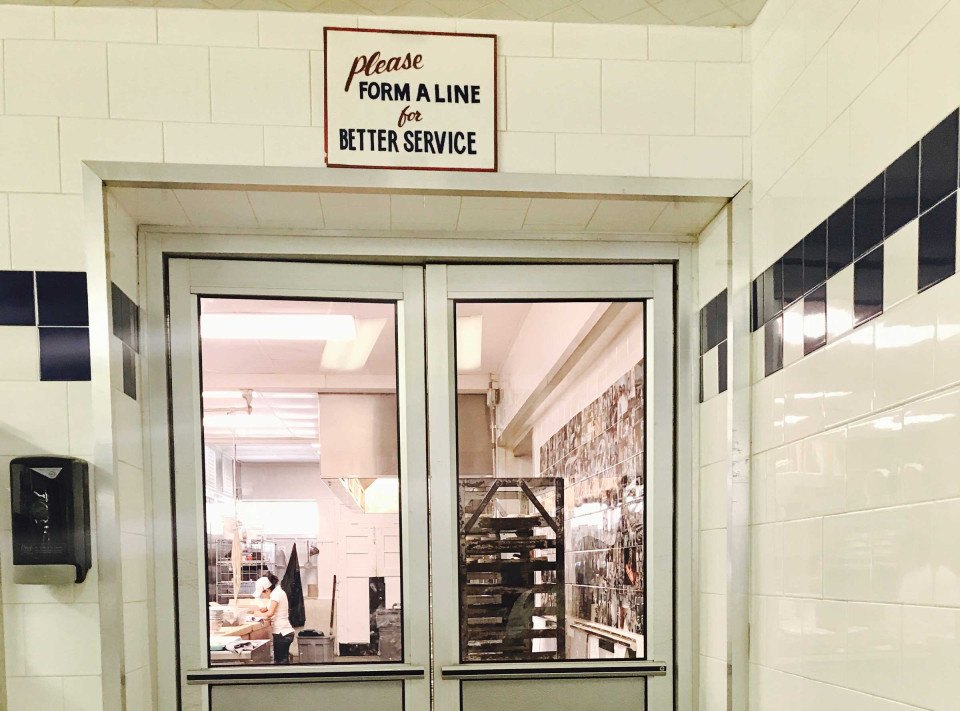 please
FORM A LINE
for
BETTER SERVICE